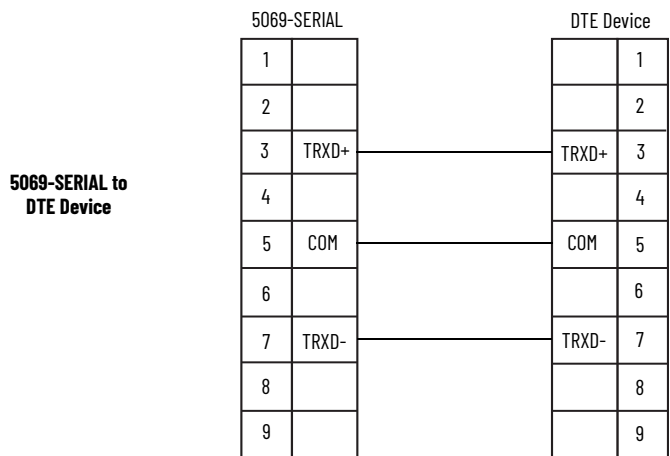 5069-SERIAL DTE Device
1 1
2 2
3 TRXD+ TRXD+ 3
5069-SERIAL to
DTE Device
4 4
5 COM COM 5
6 6
7 TRXD- TRXD- 7
8 8
9 9